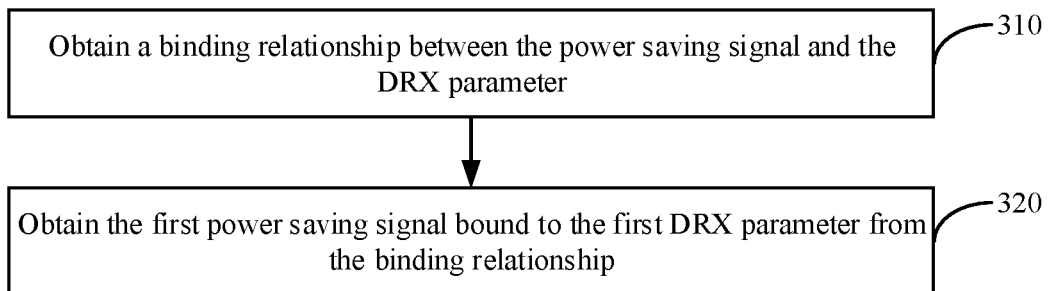 Obtain a binding relationship between the power saving signal and the
DRX parameter
310
Obtain the first power saving signal bound to the first DRX parameter from
the binding relationship
320